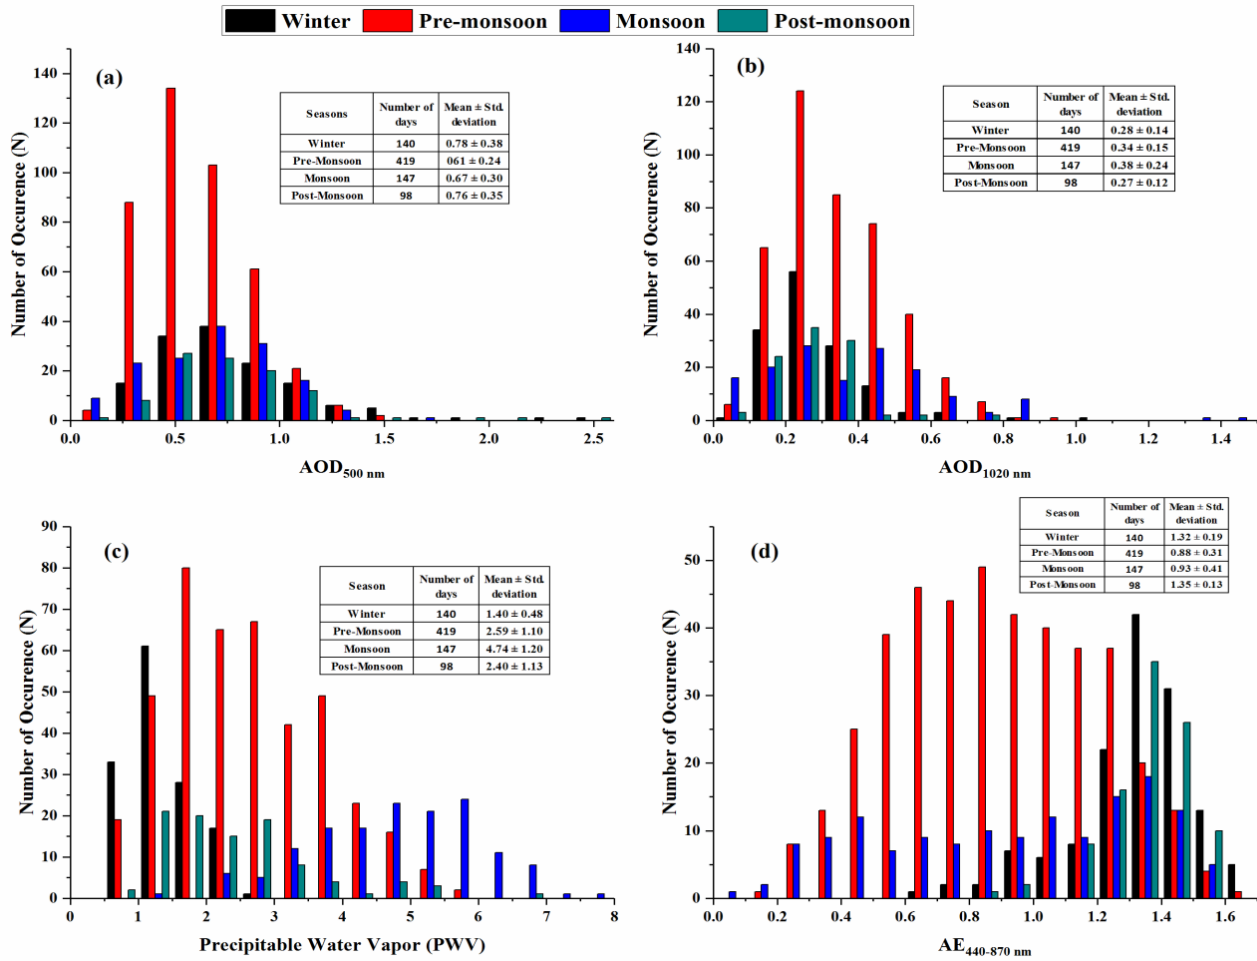 Winter Pre-monsoon Monsoon Post-monsoon
(a)
Number of Occurence (N)
140
120
100
80
60
40
20
0
0.0 0.5 1.0 1.5 2.0 2.5
AOD500 nm
Seasons Number of days Mean ± Std. deviation
Winter 140 0.78 ± 0.38
Pre-Monsoon 419 061 ± 0.24
Monsoon 147 0.67 ± 0.30
Post-Monsoon 98 0.76 ± 0.35
(b)
Number of Occurence (N)
140
120
100
80
60
40
20
0
0.0 0.2 0.4 0.6 0.8 1.0 1.2 1.4
AOD1020 nm
Season Number of days Mean ± Std. deviation
Winter 140 0.28 ± 0.14
Pre-Monsoon 419 0.34 ± 0.15
Monsoon 147 0.38 ± 0.24
Post-Monsoon 98 0.27 ± 0.12
(c)
Number of Occurence (N)
90
80
70
60
50
40
30
20
10
0
0 1 2 3 4 5 6 7 8
Precipitable Water Vapor (PWV)
Season Number of days Mean ± Std. deviation
Winter 140 1.40 ± 0.48
Pre-Monsoon 419 2.59 ± 1.10
Monsoon 147 4.74 ± 1.20
Post-Monsoon 98 2.40 ± 1.13
(d)
Number of Occurence (N)
50
40
30
20
10
0
0.0 0.2 0.4 0.6 0.8 1.0 1.2 1.4 1.6
AE440-870 nm
Season Number of days Mean ± Std. deviation
Winter 140 1.32 ± 0.19
Pre-Monsoon 419 0.88 ± 0.31
Monsoon 147 0.93 ± 0.41
Post-Monsoon 98 1.35 ± 0.13